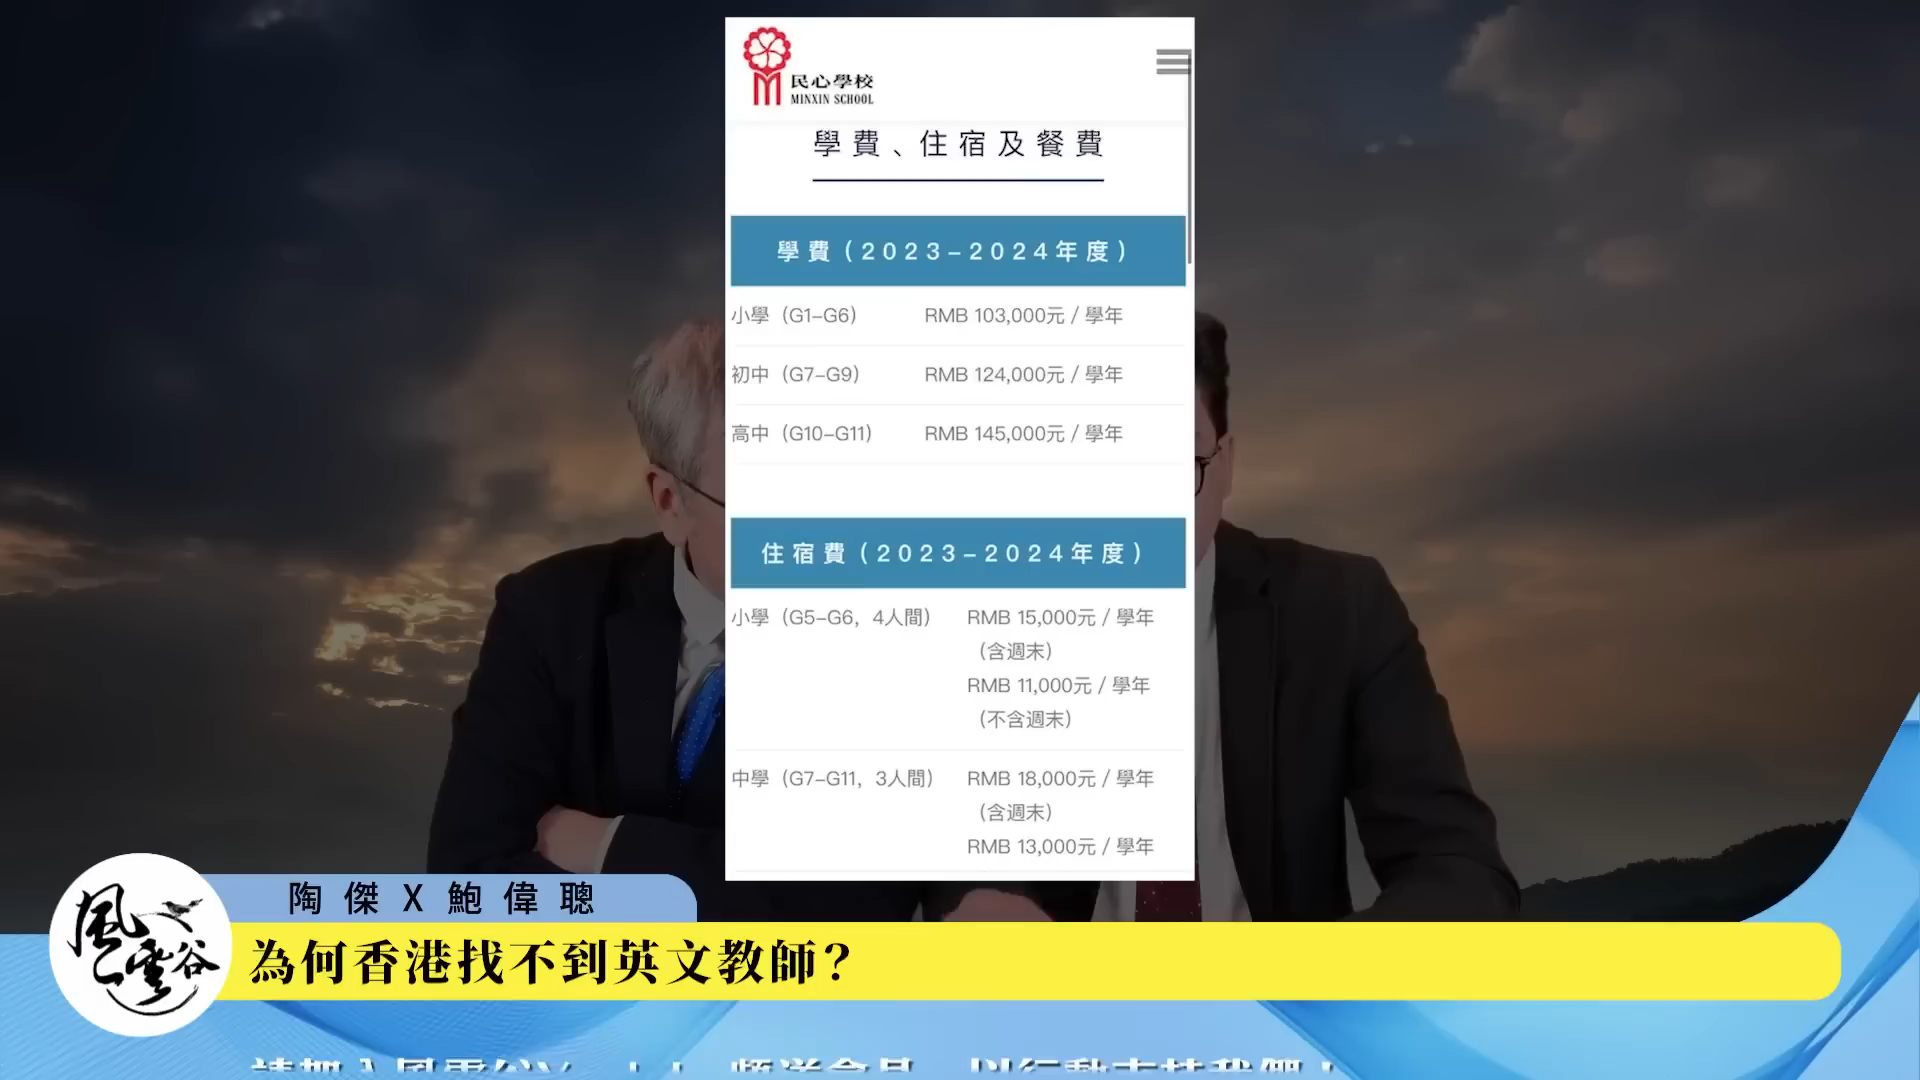 民心學校
MINXIN SCHOOL
學費、住宿及餐費
學費(2023-2024年度)
小學(G1-G6) RMB 103,000元 / 學年
初中(G7-G9) RMB 124,000元 / 學年
高中(G10-G11) RMB 145,000元 / 學年
住宿費(2023-2024年度)
小學(G5-G6,4人間) RMB 15,000元 / 學年
(含週末)
RMB 11,000元 / 學年
(不含週末)
中學(G7-G11,3人間) RMB 18,000元 / 學年
(含週末)
RMB 13,000元 / 學年
陶傑X鮑偉聰
風雲谷
為何香港找不到英文教師?